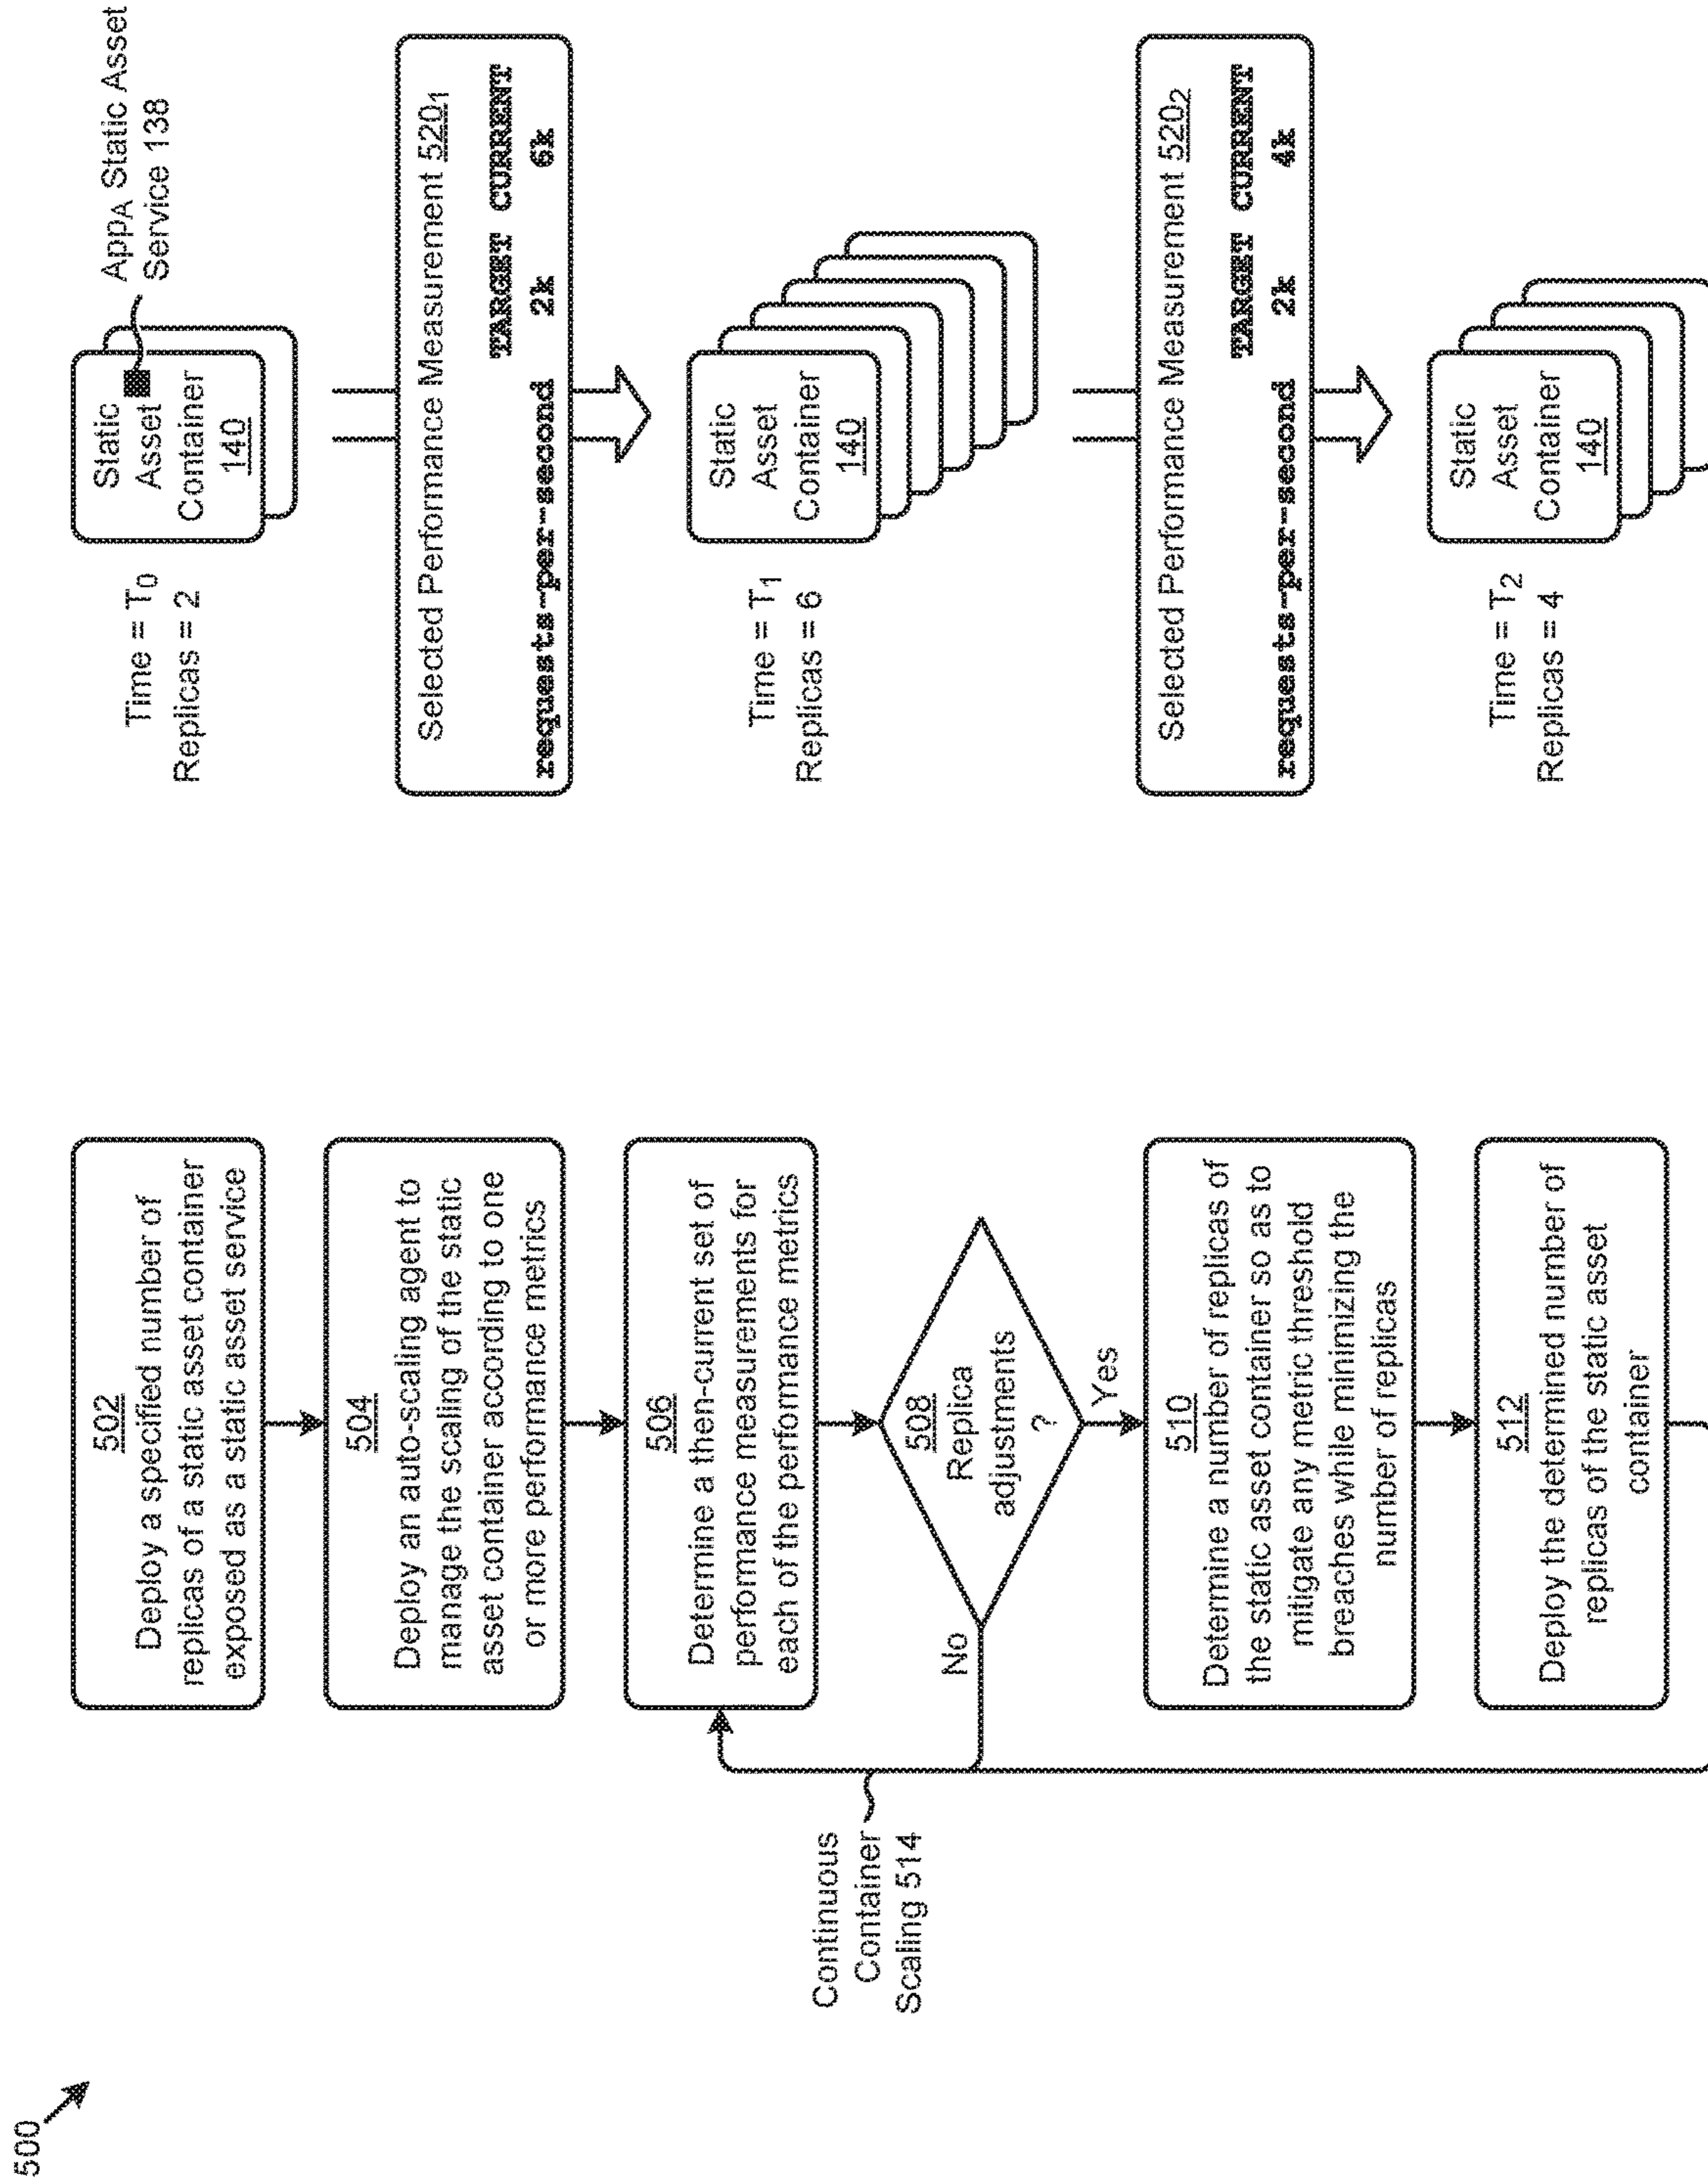 500
502
Deploy a specified number of
replicas of a static asset container
exposed as a static asset service
504
Deploy an auto-scaling agent to
manage the scaling of the static
asset container according to one
or more performance metrics
506
Determine a then-current set of
performance measurements for
each of the performance metrics
508
Replica
adjustments
?
No
Yes
Continuous
Container
Scaling 514
510
Determine a number of replicas of
the static asset container so as to
mitigate any metric threshold
breaches while minimizing the
number of replicas
512
Deploy the determined number of
replicas of the static asset
container
Time = T0
Replicas = 2
Static
Asset
Container
140
AppA Static Asset
Service 138
Selected Performance Measurement 5201
TARGET CURRENT
requests-per-second 2k 6k
Time = T1
Replicas = 6
Static
Asset
Container
140
Selected Performance Measurement 5202
TARGET CURRENT
requests-per-second 2k 4k
Time = T2
Replicas = 4
Static
Asset
Container
140